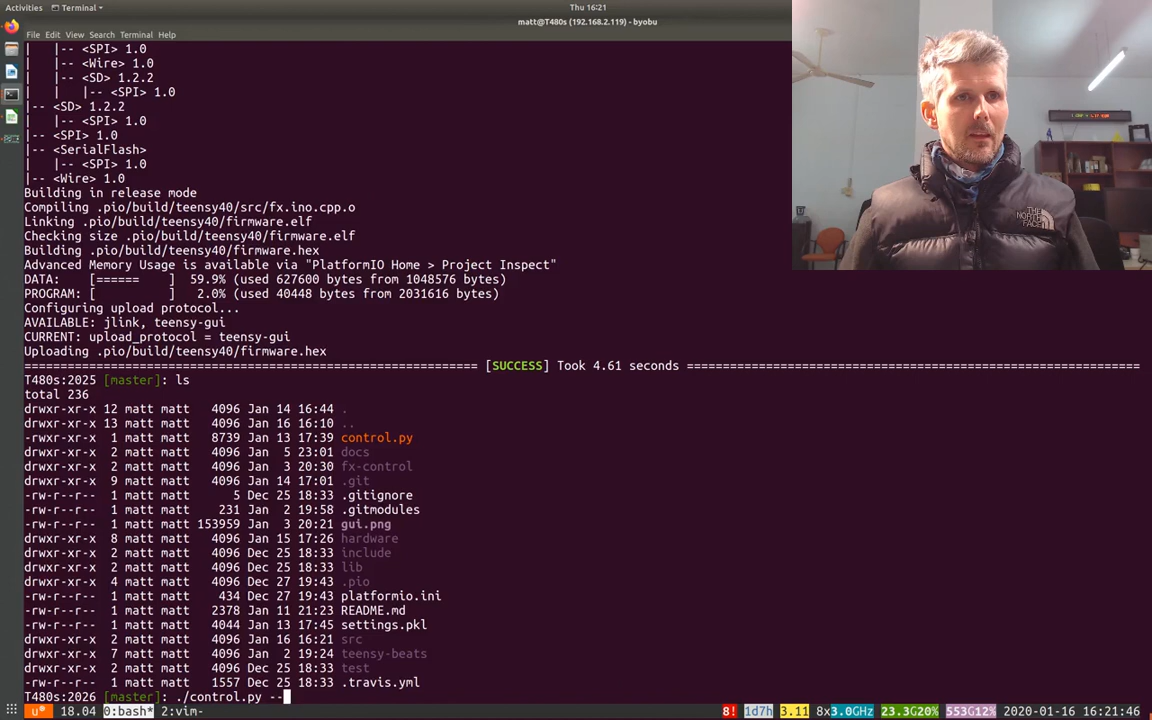 Activities
Terminal
Thu 16:21
matt@T480s (192.168.2.119) - byobu
File Edit View Search Terminal Help
|   |-- <SPI> 1.0
|   |-- <Wire> 1.0
|   |-- <SD> 1.2.2
|   |   |-- <SPI> 1.0
|-- <SD> 1.2.2
|   |-- <SPI> 1.0
|-- <SPI> 1.0
|-- <SerialFlash>
|   |-- <SPI> 1.0
|-- <Wire> 1.0
Building in release mode
Compiling .pio/build/teensy40/src/fx.ino.cpp.o
Linking .pio/build/teensy40/firmware.elf
Checking size .pio/build/teensy40/firmware.elf
Building .pio/build/teensy40/firmware.hex
Advanced Memory Usage is available via "PlatformIO Home > Project Inspect"
DATA:    [======    ]  59.9% (used 627600 bytes from 1048576 bytes)
PROGRAM: [          ]   2.0% (used 40448 bytes from 2031616 bytes)
Configuring upload protocol...
AVAILABLE: jlink, teensy-gui
CURRENT: upload_protocol = teensy-gui
Uploading .pio/build/teensy40/firmware.hex
=============================================================== [SUCCESS] Took 4.61 seconds ===============================================================
T480s:2025 [master]: ls
total 236
drwxr-xr-x 12 matt matt   4096 Jan 14 16:44 .
drwxr-xr-x 13 matt matt   4096 Jan 16 16:10 ..
-rwxr-xr-x  1 matt matt   8739 Jan 13 17:39 control.py
drwxr-xr-x  2 matt matt   4096 Jan  5 23:01 docs
drwxr-xr-x  2 matt matt   4096 Jan  3 20:30 fx-control
drwxr-xr-x  9 matt matt   4096 Jan 14 17:01 .git
-rw-r--r--  1 matt matt      5 Dec 25 18:33 .gitignore
-rw-r--r--  1 matt matt    231 Jan  2 19:58 .gitmodules
-rw-r--r--  1 matt matt 153959 Jan  3 20:21 gui.png
drwxr-xr-x  8 matt matt   4096 Jan 15 17:26 hardware
drwxr-xr-x  2 matt matt   4096 Dec 25 18:33 include
drwxr-xr-x  2 matt matt   4096 Dec 25 18:33 lib
drwxr-xr-x  4 matt matt   4096 Dec 27 19:43 .pio
-rw-r--r--  1 matt matt    434 Dec 27 19:43 platformio.ini
-rw-r--r--  1 matt matt   2378 Jan 11 21:23 README.md
-rw-r--r--  1 matt matt   4044 Jan 13 17:45 settings.pkl
drwxr-xr-x  2 matt matt   4096 Jan 16 16:21 src
drwxr-xr-x  7 matt matt   4096 Jan  2 19:24 teensy-beats
drwxr-xr-x  2 matt matt   4096 Dec 25 18:33 test
-rw-r--r--  1 matt matt   1557 Dec 25 18:33 .travis.yml
T480s:2026 [master]: ./control.py --
u* 18.04 0:bash* 2:vim- 8! 1d7h 3.11 8x3.0GHz 23.3G20% 553G12% 2020-01-16 16:21:46
THE
NORTH
FACE